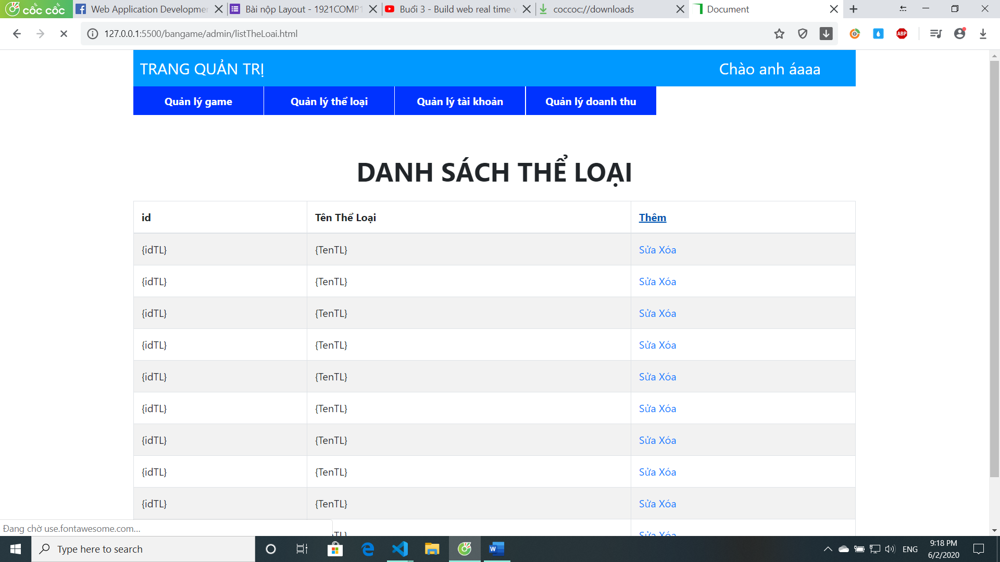 cốc cốc
Web Application Developmen
Bài nộp Layout - 1921COMP1
Buổi 3 - Build web real time v
coccoc://downloads
Document
127.0.0.1:5500/bangame/admin/listTheLoai.html
ABP
TRANG QUẢN TRỊ
Chào anh áaaa
Quản lý game
Quản lý thể loại
Quản lý tài khoản
Quản lý doanh thu
DANH SÁCH THỂ LOẠI
id Tên Thể Loại Thêm
{idTL} {TenTL} Sửa Xóa
{idTL} {TenTL} Sửa Xóa
{idTL} {TenTL} Sửa Xóa
{idTL} {TenTL} Sửa Xóa
{idTL} {TenTL} Sửa Xóa
{idTL} {TenTL} Sửa Xóa
{idTL} {TenTL} Sửa Xóa
{idTL} {TenTL} Sửa Xóa
{idTL} {TenTL} Sửa Xóa
Sửa Xóa
Đang chờ use.fontawesome.com...
Type here to search
ENG
9:18 PM
6/2/2020